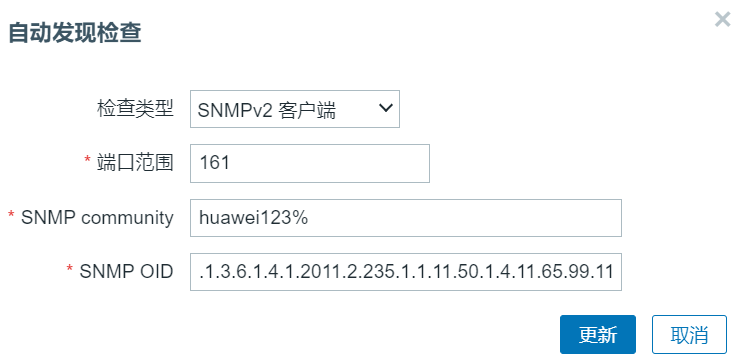 自动发现检查
检查类型 SNMPv2 客户端
* 端口范围 161
* SNMP community huawei123%
* SNMP OID .1.3.6.1.4.1.2011.2.235.1.1.11.50.1.4.11.65.99.11
更新 取消